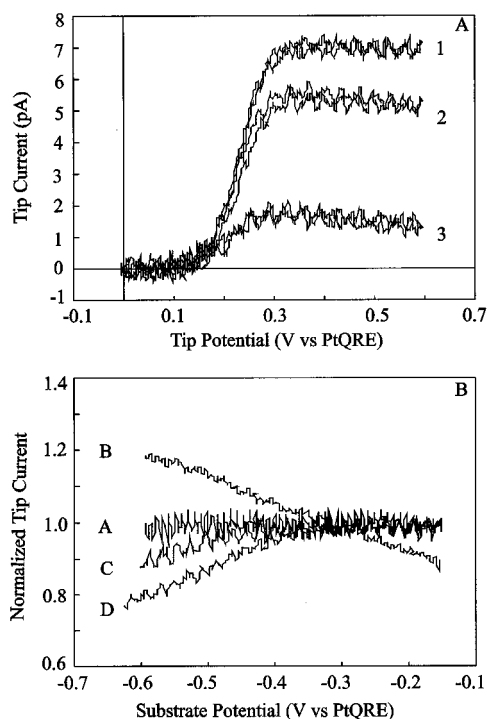 A
8
7
6
5
4
3
2
1
0
-1
1
2
3
Tip Current (pA)
-0.1 0.1 0.3 0.5 0.7
Tip Potential (V vs PtQRE)
B
1.4
1.2
1.0
0.8
0.6
B
A
C
D
Normalized Tip Current
-0.7 -0.6 -0.5 -0.4 -0.3 -0.2 -0.1
Substrate Potential (V vs PtQRE)